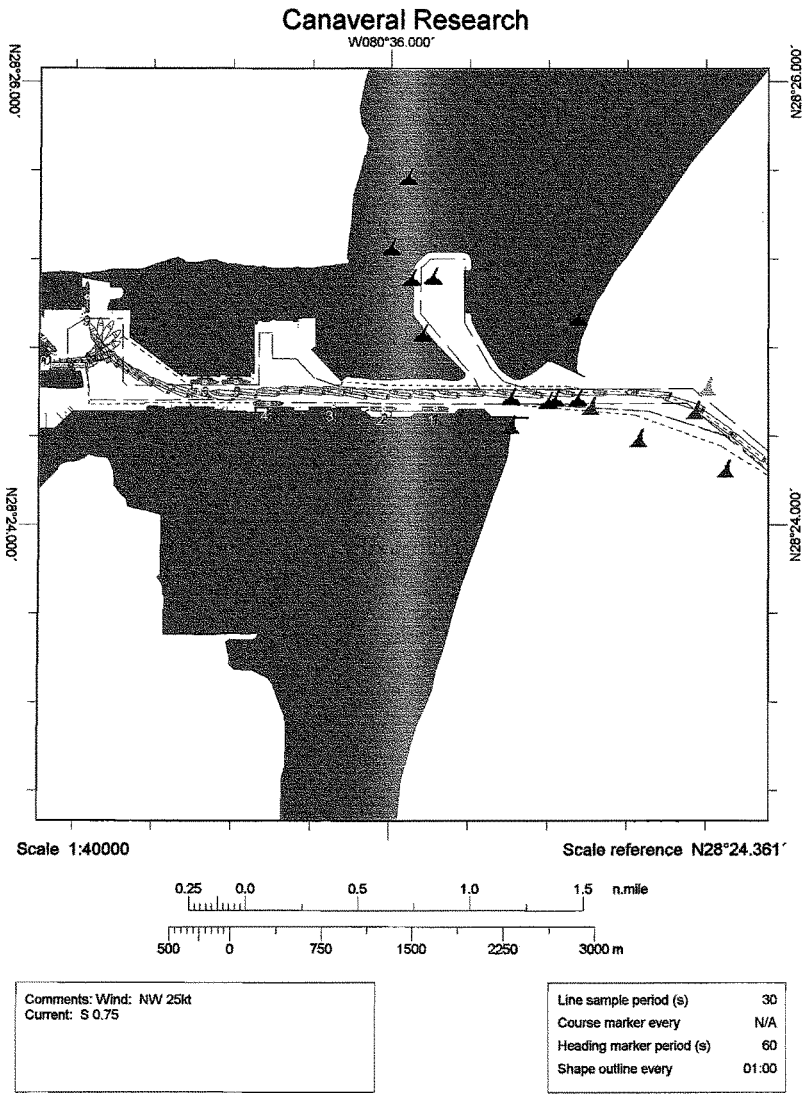 Canaveral Research
W080°36.000´
N28°26.000´
N28°26.000´
3
2
N28°24.000´
N28°24.000´
Scale 1:40000
Scale reference N28°24.361´
0.25 0.0 0.5 1.0 1.5 n.mile
500 0 750 1500 2250 3000 m
Comments: Wind: NW 25kt
Current: S 0.75
Line sample period (s) 30
Course marker every N/A
Heading marker period (s) 60
Shape outline every 01:00